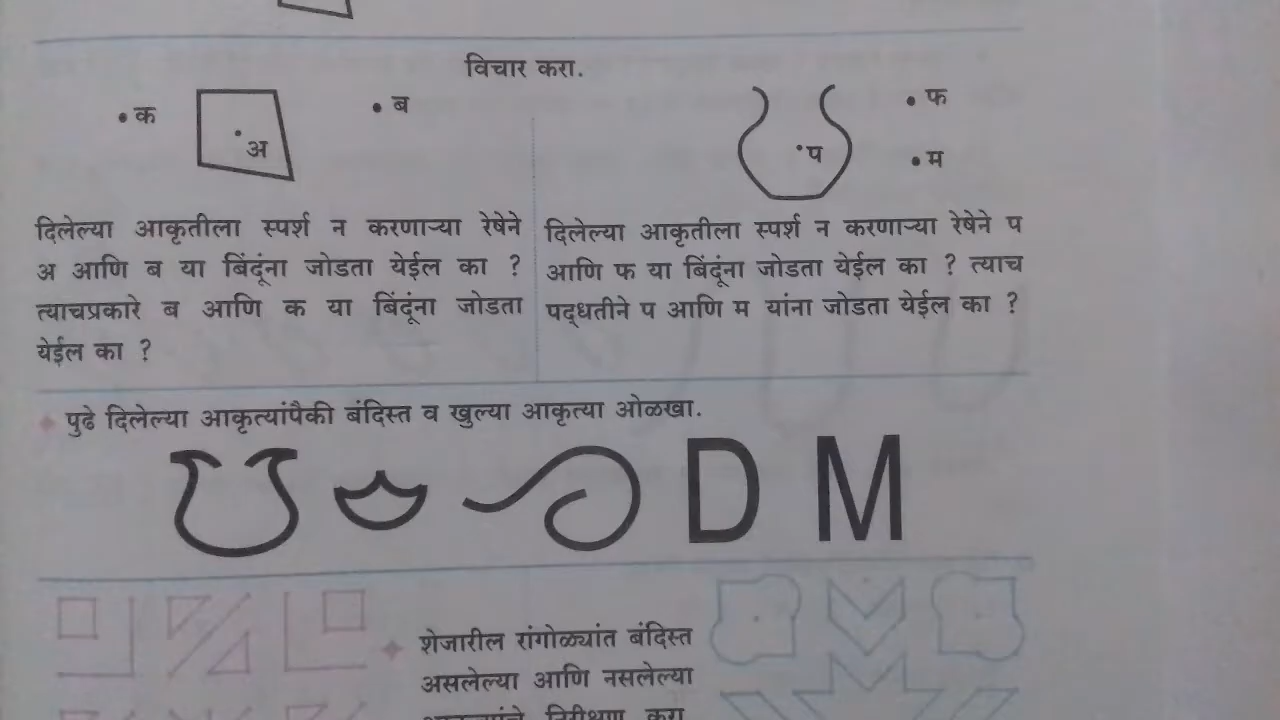 विचार करा.
• क
अ
• ब
दिलेल्या आकृतीला स्पर्श न करणाऱ्या रेषेने
अ आणि ब या बिंदूंना जोडता येईल का ?
त्याचप्रकारे ब आणि क या बिंदूंना जोडता
येईल का ?
प
• फ
• म
दिलेल्या आकृतीला स्पर्श न करणाऱ्या रेषेने प
आणि फ या बिंदूंना जोडता येईल का ? त्याच
पद्धतीने प आणि म यांना जोडता येईल का ?
पुढे दिलेल्या आकृत्यांपैकी बंदिस्त व खुल्या आकृत्या ओळखा.
D M
शेजारील रांगोळ्यांत बंदिस्त
असलेल्या आणि नसलेल्या